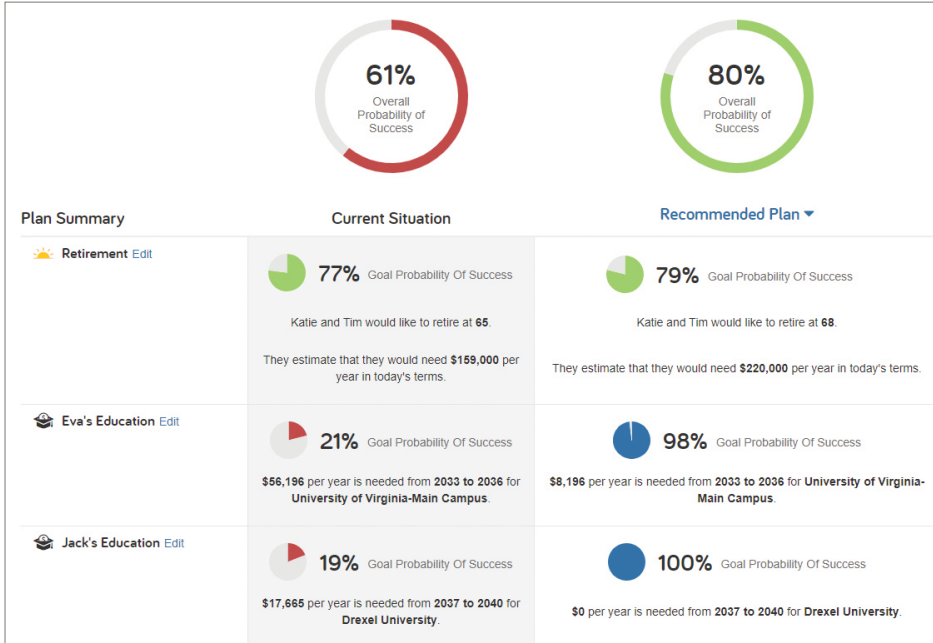 61%
Overall
Probability of
Success
80%
Overall
Probability of
Success
Plan Summary
Current Situation
Recommended Plan
Retirement Edit
77% Goal Probability Of Success
Katie and Tim would like to retire at 65.
They estimate that they would need $159,000 per
year in today's terms.
79% Goal Probability Of Success
Katie and Tim would like to retire at 68.
They estimate that they would need $220,000 per year in today's terms.
Eva's Education Edit
21% Goal Probability Of Success
$56,196 per year is needed from 2033 to 2036 for
University of Virginia-Main Campus.
98% Goal Probability Of Success
$8,196 per year is needed from 2033 to 2036 for University of Virginia-
Main Campus.
Jack's Education Edit
19% Goal Probability Of Success
$17,665 per year is needed from 2037 to 2040 for
Drexel University.
100% Goal Probability Of Success
$0 per year is needed from 2037 to 2040 for Drexel University.